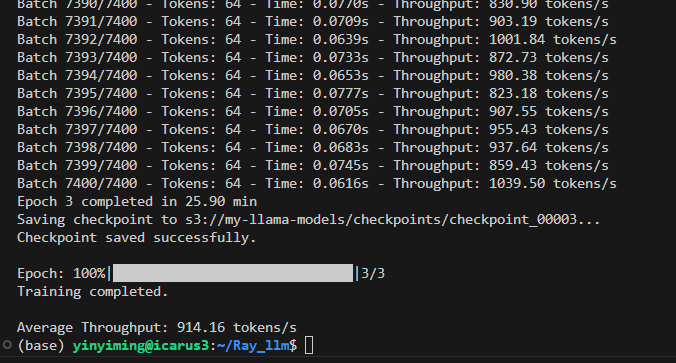 Batch 7390/7400 - Tokens: 64 - Time: 0.0770s - Throughput: 830.90 tokens/s
Batch 7391/7400 - Tokens: 64 - Time: 0.0709s - Throughput: 903.19 tokens/s
Batch 7392/7400 - Tokens: 64 - Time: 0.0639s - Throughput: 1001.84 tokens/s
Batch 7393/7400 - Tokens: 64 - Time: 0.0733s - Throughput: 872.73 tokens/s
Batch 7394/7400 - Tokens: 64 - Time: 0.0653s - Throughput: 980.38 tokens/s
Batch 7395/7400 - Tokens: 64 - Time: 0.0777s - Throughput: 823.18 tokens/s
Batch 7396/7400 - Tokens: 64 - Time: 0.0705s - Throughput: 907.55 tokens/s
Batch 7397/7400 - Tokens: 64 - Time: 0.0670s - Throughput: 955.43 tokens/s
Batch 7398/7400 - Tokens: 64 - Time: 0.0683s - Throughput: 937.64 tokens/s
Batch 7399/7400 - Tokens: 64 - Time: 0.0745s - Throughput: 859.43 tokens/s
Batch 7400/7400 - Tokens: 64 - Time: 0.0616s - Throughput: 1039.50 tokens/s
Epoch 3 completed in 25.90 min
Saving checkpoint to s3://my-llama-models/checkpoints/checkpoint_00003...
Checkpoint saved successfully.
Epoch: 100%|██████████|3/3
Training completed.
Average Throughput: 914.16 tokens/s
(base) yinyiming@icarus3:~/Ray_llm$